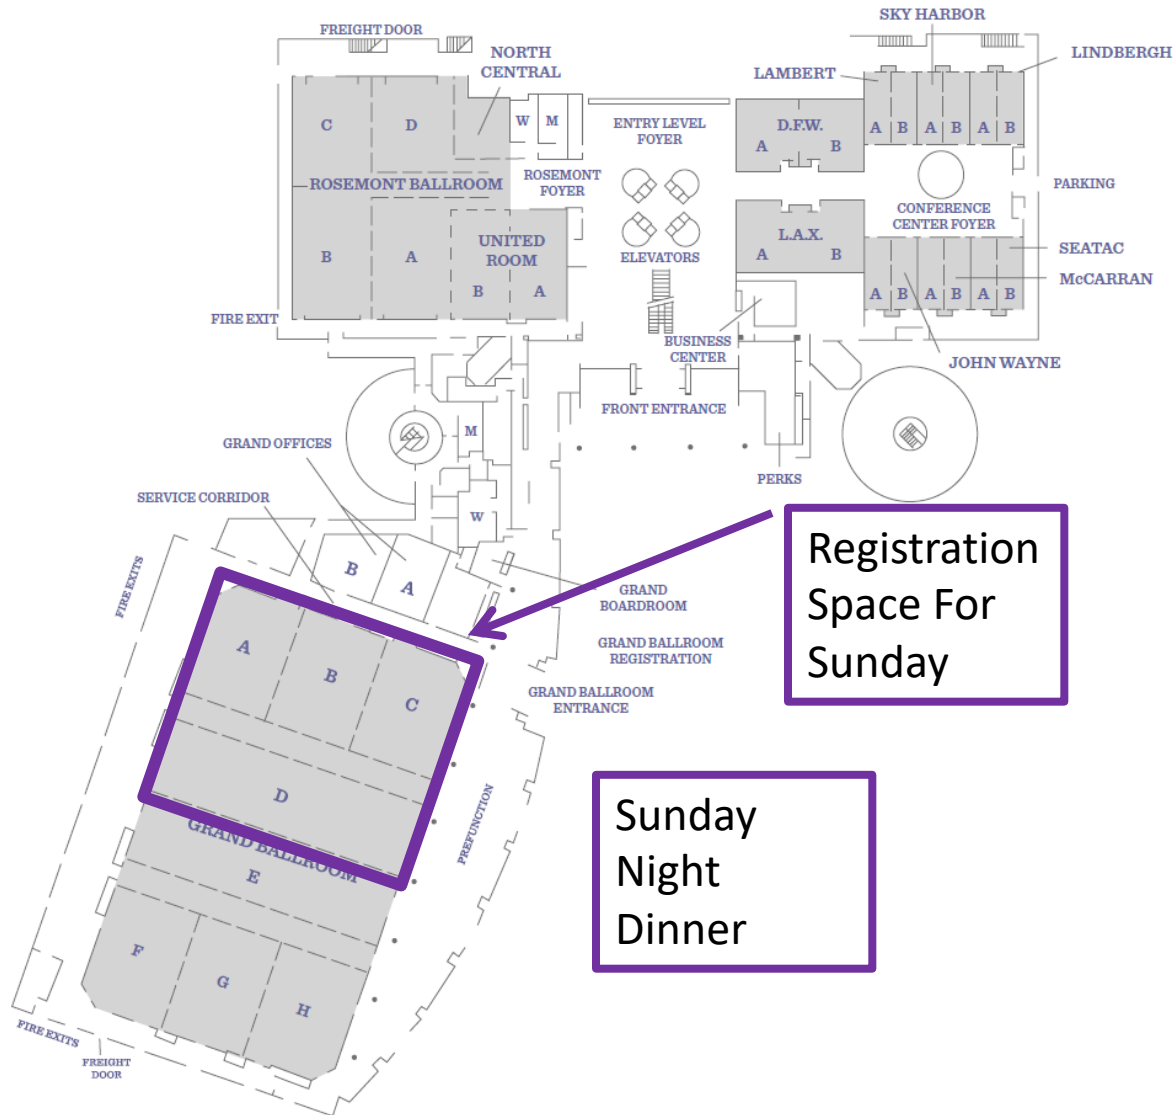 SKY HARBOR
FREIGHT DOOR
NORTH
CENTRAL
LINDBERGH
LAMBERT
C
D
W
M
ENTRY LEVEL
FOYER
D.F.W.
A
B
A
B
A
B
A
B
ROSEMONT BALLROOM
ROSEMONT
FOYER
PARKING
CONFERENCE
CENTER FOYER
UNITED
ROOM
L.A.X.
SEATAC
B
A
ELEVATORS
A
B
McCARRAN
B
A
A
B
A
B
A
B
FIRE EXIT
BUSINESS
CENTER
JOHN WAYNE
FRONT ENTRANCE
GRAND OFFICES
M
PERKS
SERVICE CORRIDOR
W
Registration
Space For
Sunday
FIRE EXITS
B
A
GRAND
BOARDROOM
GRAND BALLROOM
REGISTRATION
A
B
C
GRAND BALLROOM
ENTRANCE
D
PREFUNCTION
Sunday
Night
Dinner
GRAND BALLROOM
E
F
G
H
FIRE EXITS
FREIGHT
DOOR